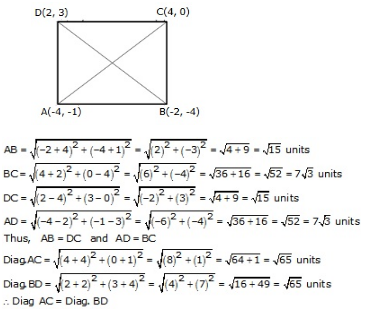 D(2, 3) C(4, 0)
A(-4, -1) B(-2, -4)
AB = √(-2+4)² + (-4+1)² = √(2)² + (-3)² = √4+9 = √15 units
BC = √(4+2)² + (0-4)² = √(6)² + (-4)² = √36+16 = √52 = 7√3 units
DC = √(2-4)² + (3-0)² = √(-2)² + (3)² = √4+9 = √15 units
AD = √(-4-2)² + (-1-3)² = √(-6)² + (-4)² = √36+16 = √52 = 7√3 units
Thus, AB = DC and AD = BC
Diag.AC = √(4+4)² + (0+1)² = √(8)² + (1)² = √64+1 = √65 units
Diag.BD = √(2+2)² + (3+4)² = √(4)² + (7)² = √16+49 = √65 units
∴ Diag AC = Diag. BD